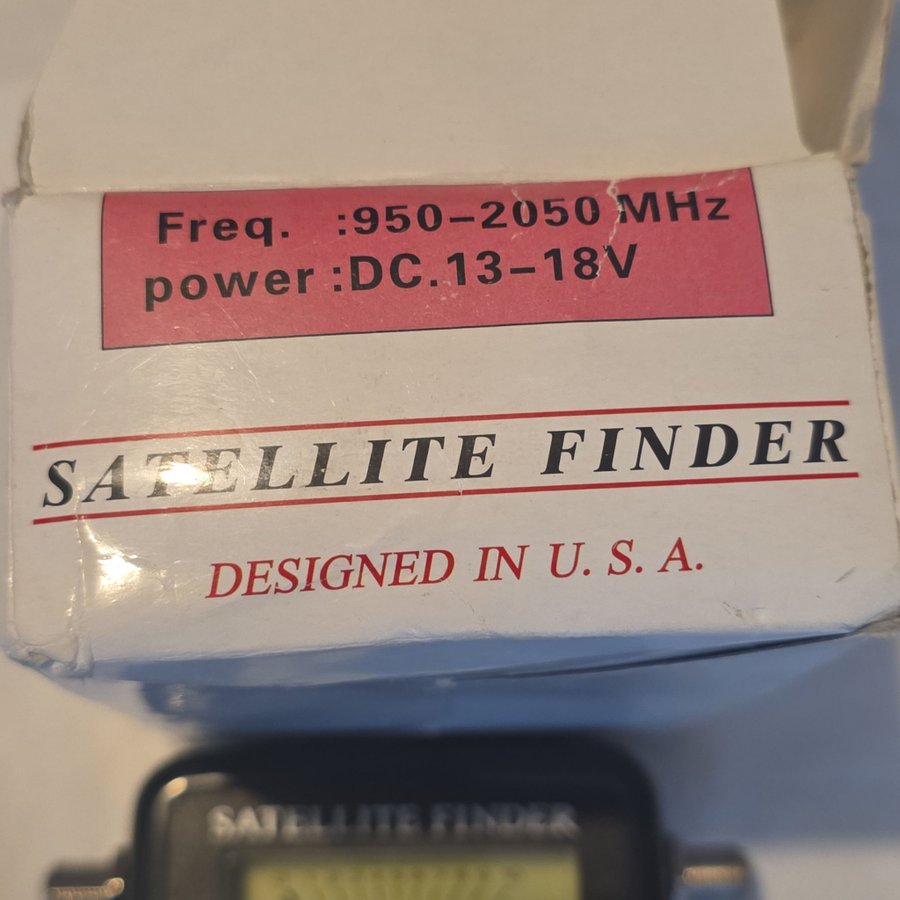 Freq. :950-2050 MHz
power :DC.13-18V
SATELLITE FINDER
DESIGNED IN U. S. A.
SATELLITE FINDER